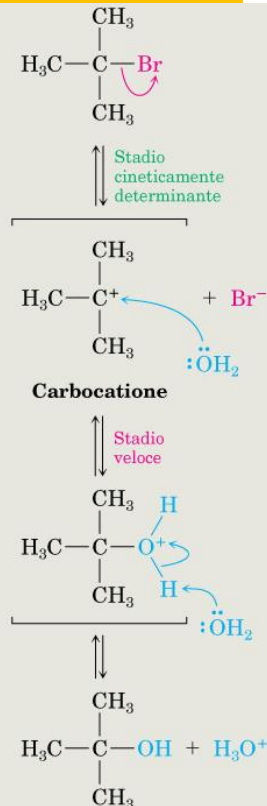 CH₃
H₃C—C—Br
CH₃
Stadio
cineticamente
determinante
CH₃
H₃C—C⁺ + Br⁻
CH₃
:ÖH₂
Carbocatione
Stadio
veloce
H
CH₃
H₃C—C—O⁺
CH₃ H
:ÖH₂
CH₃
H₃C—C—OH + H₃O⁺
CH₃